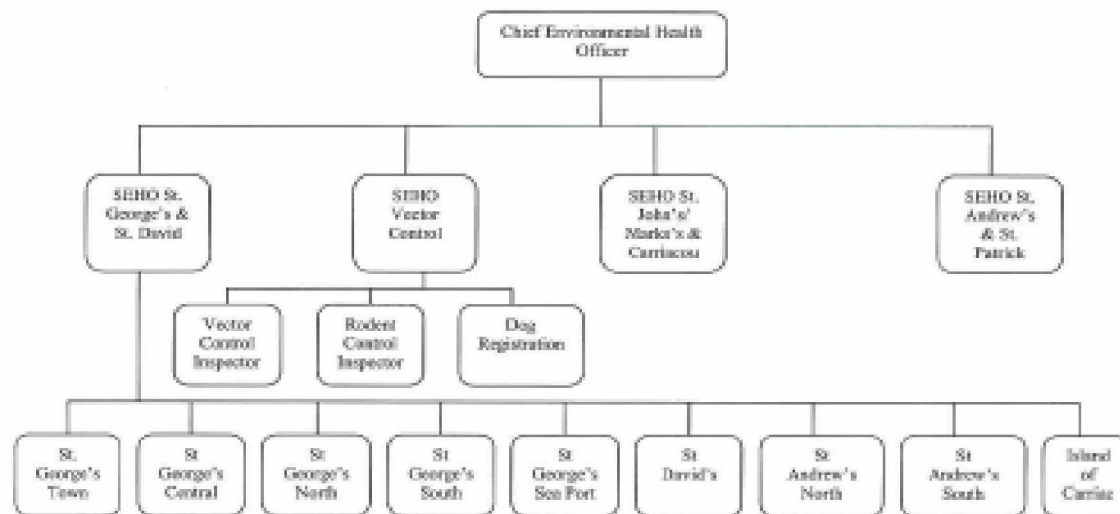 Chief Environmental Health
Officer
SEHO St.
George's &
St. David
SEHO
Vector
Control
SEHO St.
John's/
Marks's &
Carriacou
SEHO St.
Andrew's
& St.
Patrick
Vector
Control
Inspector
Rodent
Control
Inspector
Dog
Registration
St.
George's
Town
St
George's
Central
St
George's
North
St
George's
South
St
George's
Sea Port
St
David's
St
Andrew's
North
St
Andrew's
South
Island
of
Carriac